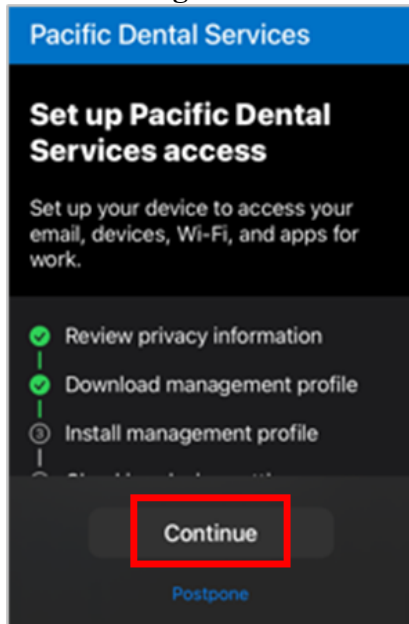 Pacific Dental Services
Set up Pacific Dental
Services access
Set up your device to access your
email, devices, Wi-Fi, and apps for
work.
Review privacy information
Download management profile
3 Install management profile
Continue
Postpone